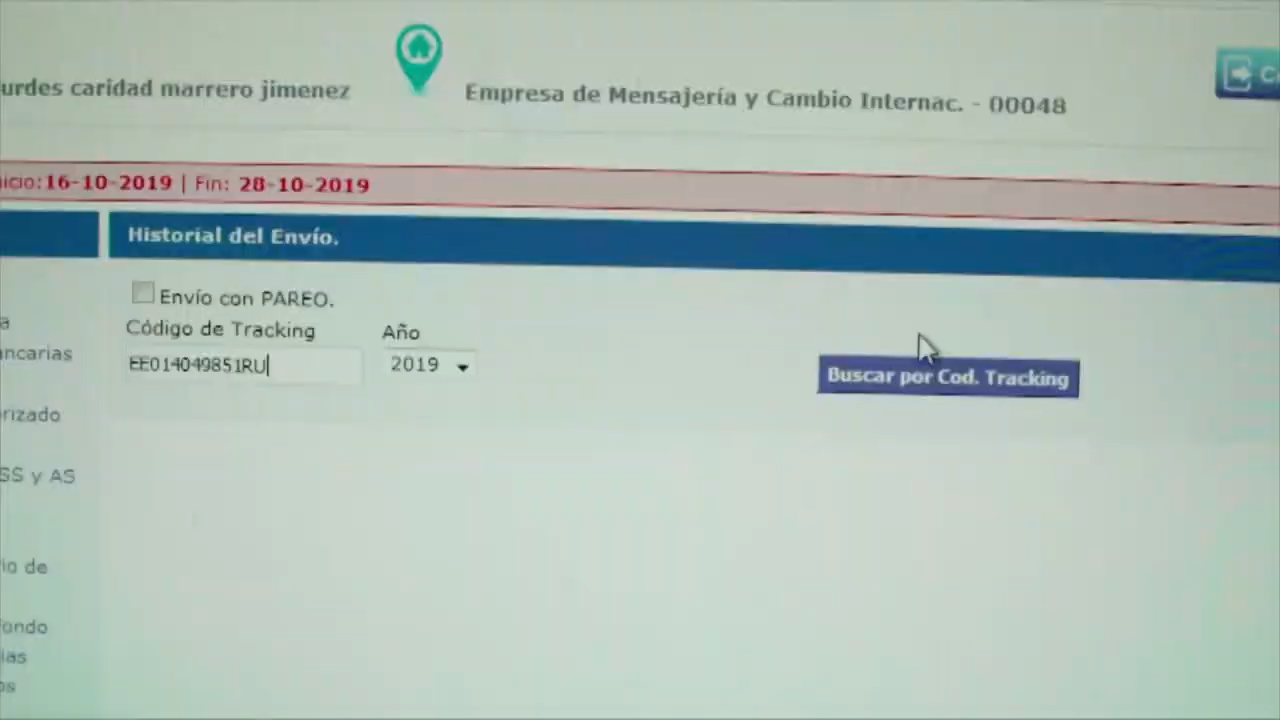 urdes caridad marrero jimenez
Empresa de Mensajería y Cambio Internac. - 00048
icio:16-10-2019 | Fin: 28-10-2019
Historial del Envío.
Envío con PAREO.
Código de Tracking
Año
EE014049851RU
2019
Buscar por Cod. Tracking
a
ancarias
rizado
SS y AS
io de
ando
ias
os